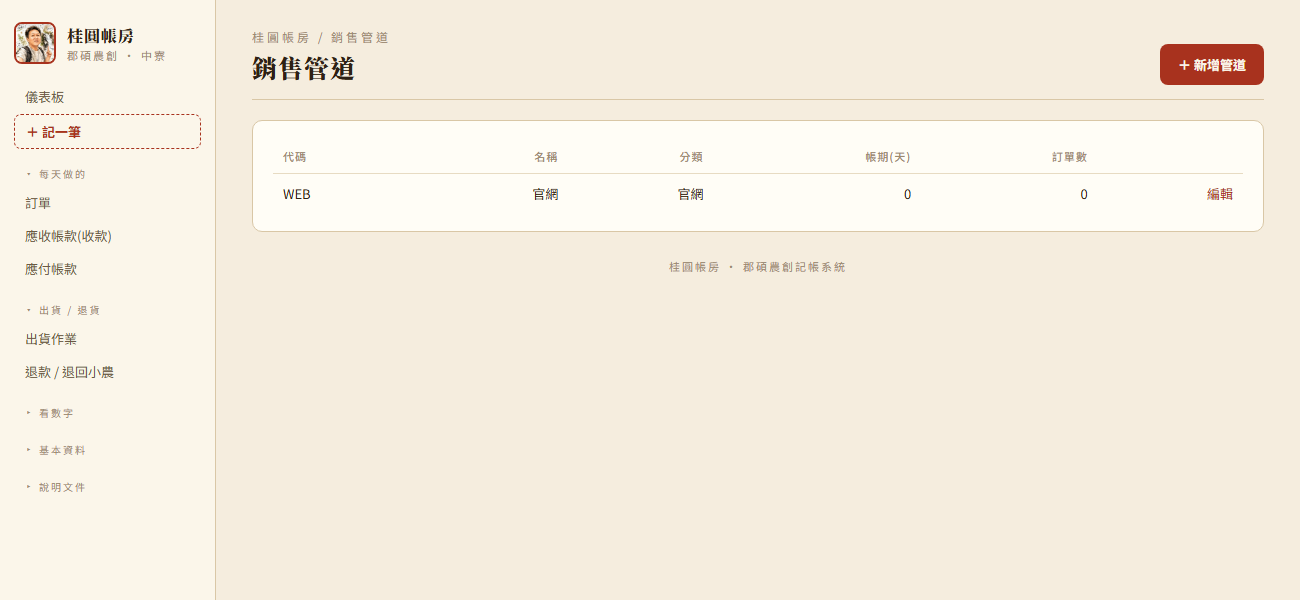 桂圓帳房
郡碩農創 · 中寮
儀表板
＋ 記一筆
每天做的
訂單
應收帳款(收款)
應付帳款
出貨 / 退貨
出貨作業
退款 / 退回小農
看數字
基本資料
說明文件
桂圓帳房 / 銷售管道
銷售管道
＋ 新增管道
代碼 名稱 分類 帳期(天) 訂單數
WEB 官網 官網 0 0 編輯
桂圓帳房 · 郡碩農創記帳系統